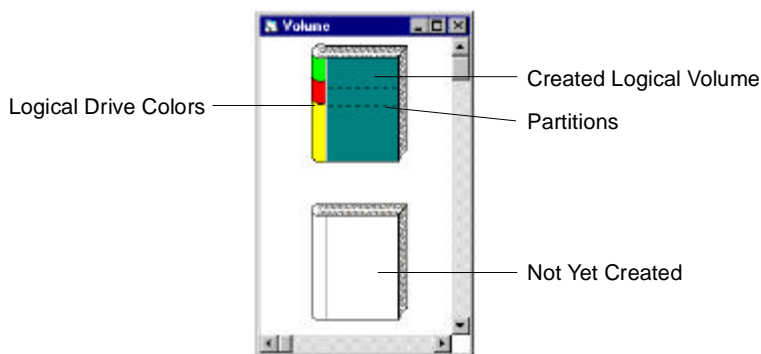 Volume
Created Logical Volume
Logical Drive Colors
Partitions
Not Yet Created